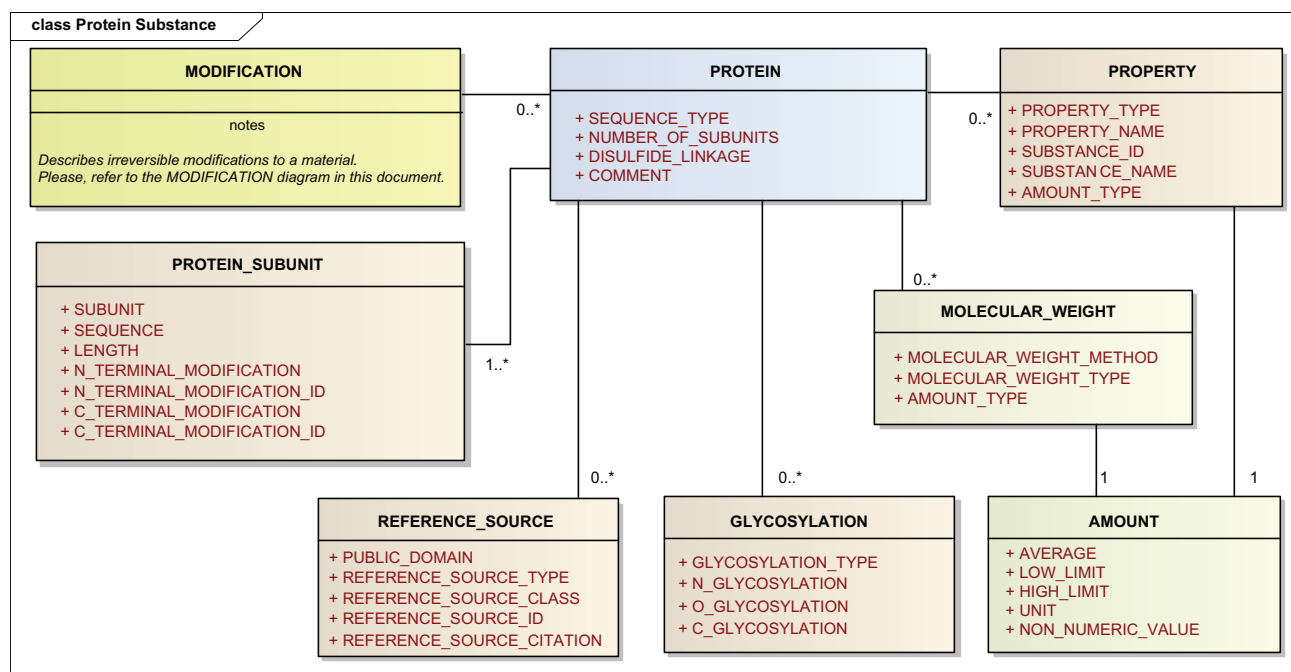 class Protein Substance
MODIFICATION
notes
Describes irreversible modifications to a material.
Please, refer to the MODIFICATION diagram in this document.
0..*
PROTEIN
+ SEQUENCE_TYPE
+ NUMBER_OF_SUBUNITS
+ DISULFIDE_LINKAGE
+ COMMENT
0..*
PROPERTY
+ PROPERTY_TYPE
+ PROPERTY_NAME
+ SUBSTANCE_ID
+ SUBSTANCE_NAME
+ AMOUNT_TYPE
PROTEIN_SUBUNIT
+ SUBUNIT
+ SEQUENCE
+ LENGTH
+ N_TERMINAL_MODIFICATION
+ N_TERMINAL_MODIFICATION_ID
+ C_TERMINAL_MODIFICATION
+ C_TERMINAL_MODIFICATION_ID
1..*
0..*
MOLECULAR_WEIGHT
+ MOLECULAR_WEIGHT_METHOD
+ MOLECULAR_WEIGHT_TYPE
+ AMOUNT_TYPE
0..*
REFERENCE_SOURCE
+ PUBLIC_DOMAIN
+ REFERENCE_SOURCE_TYPE
+ REFERENCE_SOURCE_CLASS
+ REFERENCE_SOURCE_ID
+ REFERENCE_SOURCE_CITATION
0..*
GLYCOSYLATION
+ GLYCOSYLATION_TYPE
+ N_GLYCOSYLATION
+ O_GLYCOSYLATION
+ C_GLYCOSYLATION
1
1
AMOUNT
+ AVERAGE
+ LOW_LIMIT
+ HIGH_LIMIT
+ UNIT
+ NON_NUMERIC_VALUE